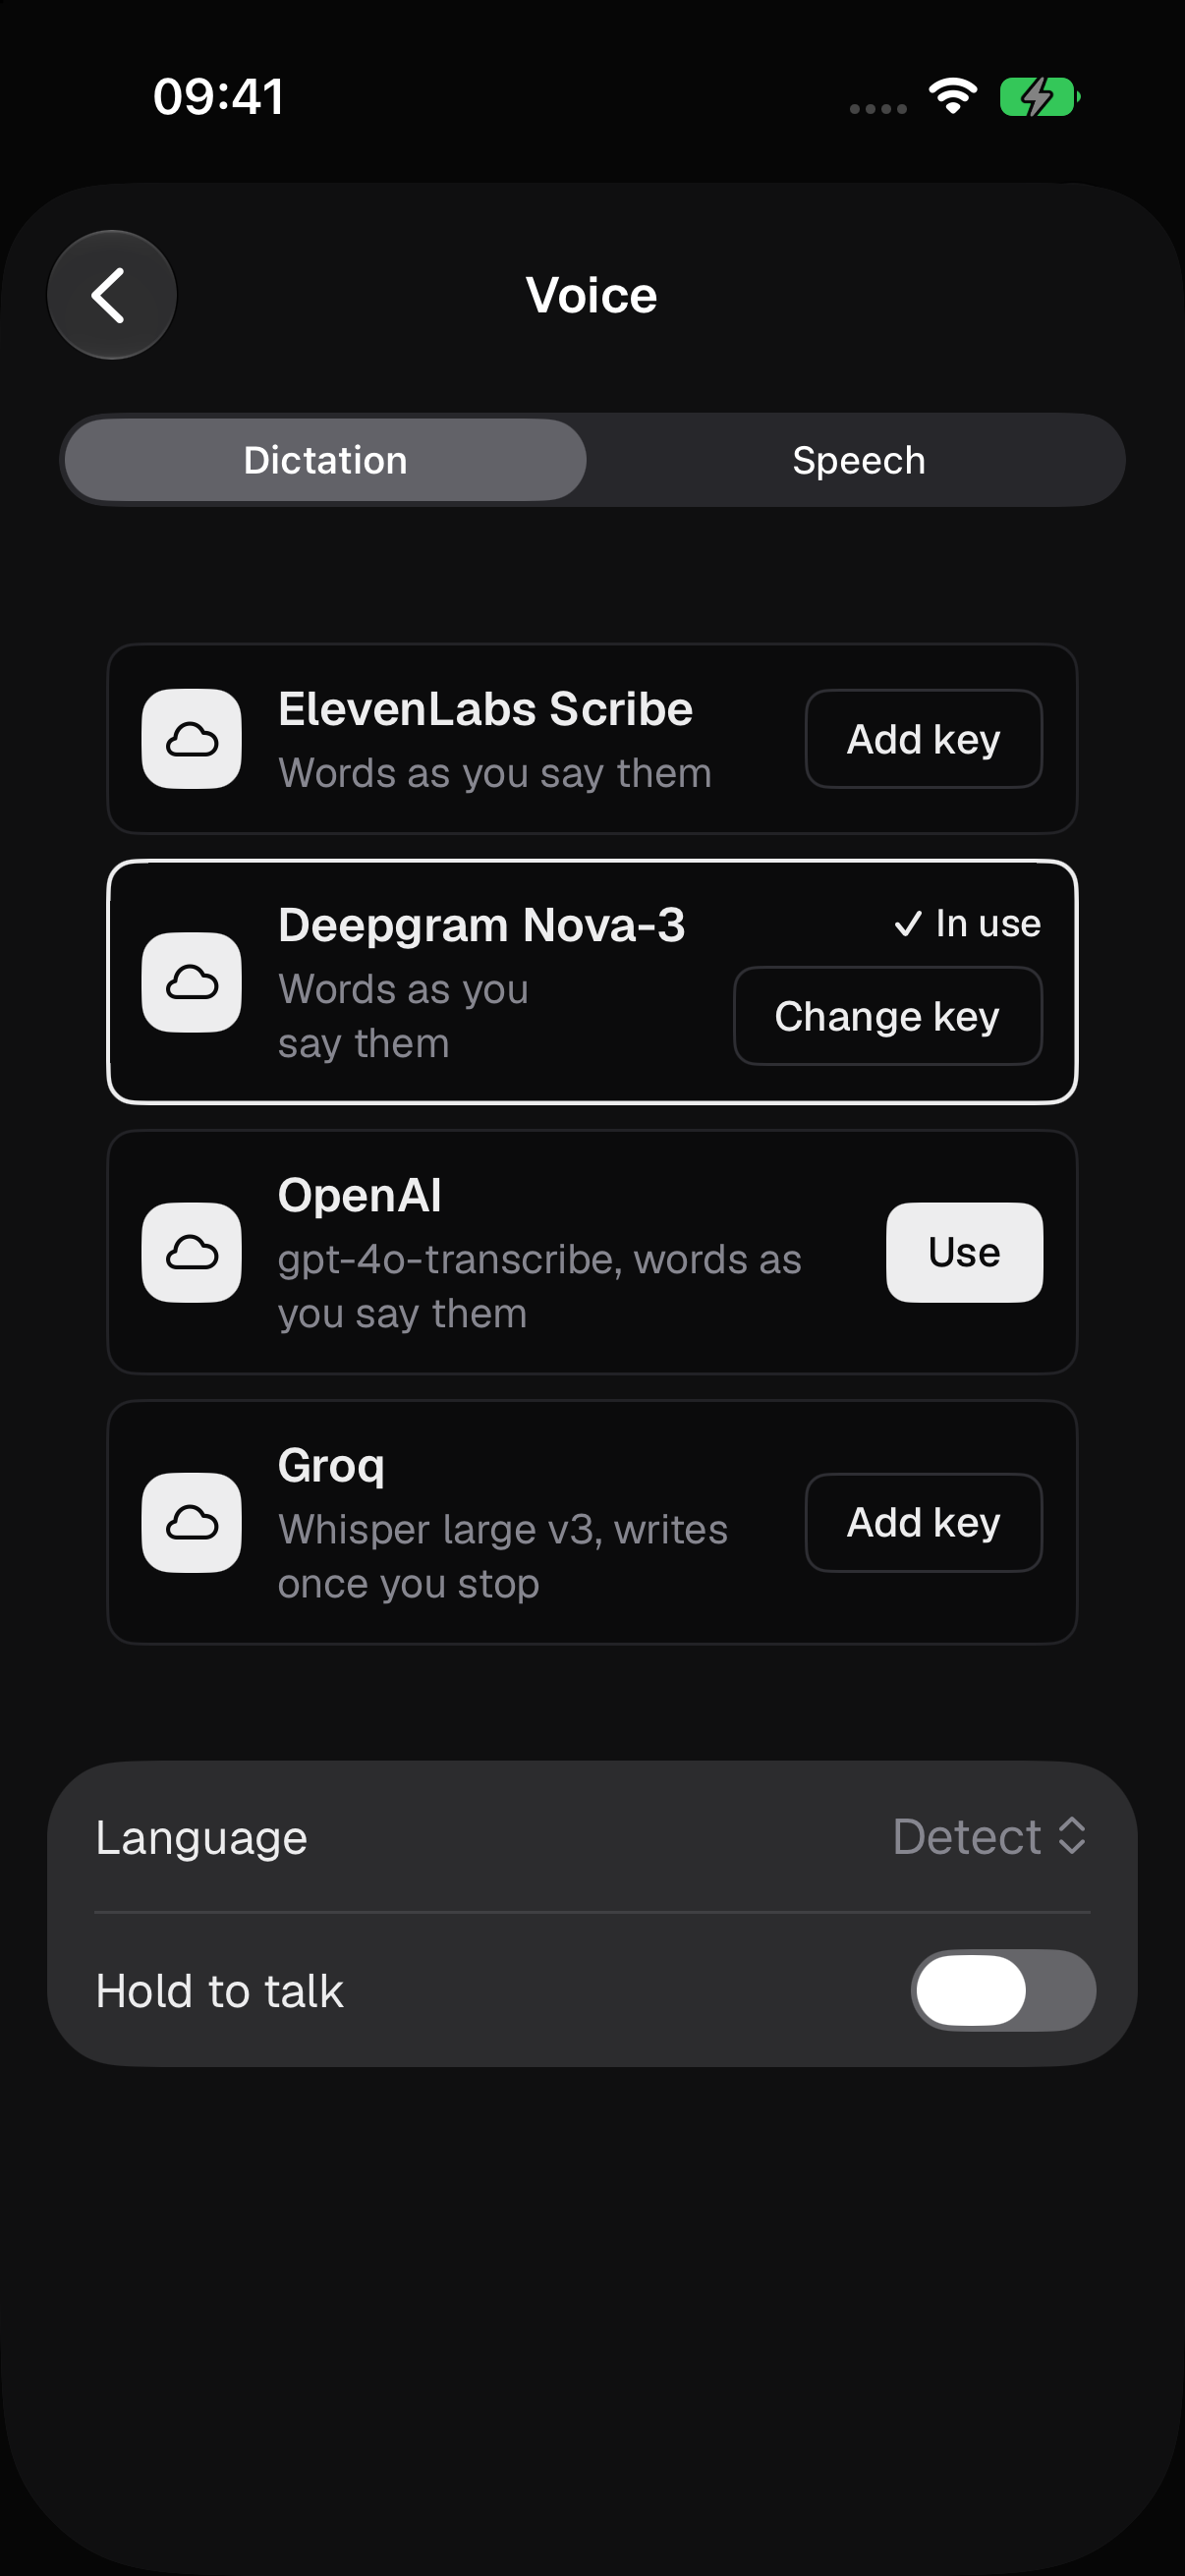 09:41
Voice
Dictation
Speech
ElevenLabs Scribe
Words as you say them
Add key
Deepgram Nova-3
Words as you
say them
In use
Change key
OpenAI
gpt-4o-transcribe, words as
you say them
Use
Groq
Whisper large v3, writes
once you stop
Add key
Language
Detect
Hold to talk